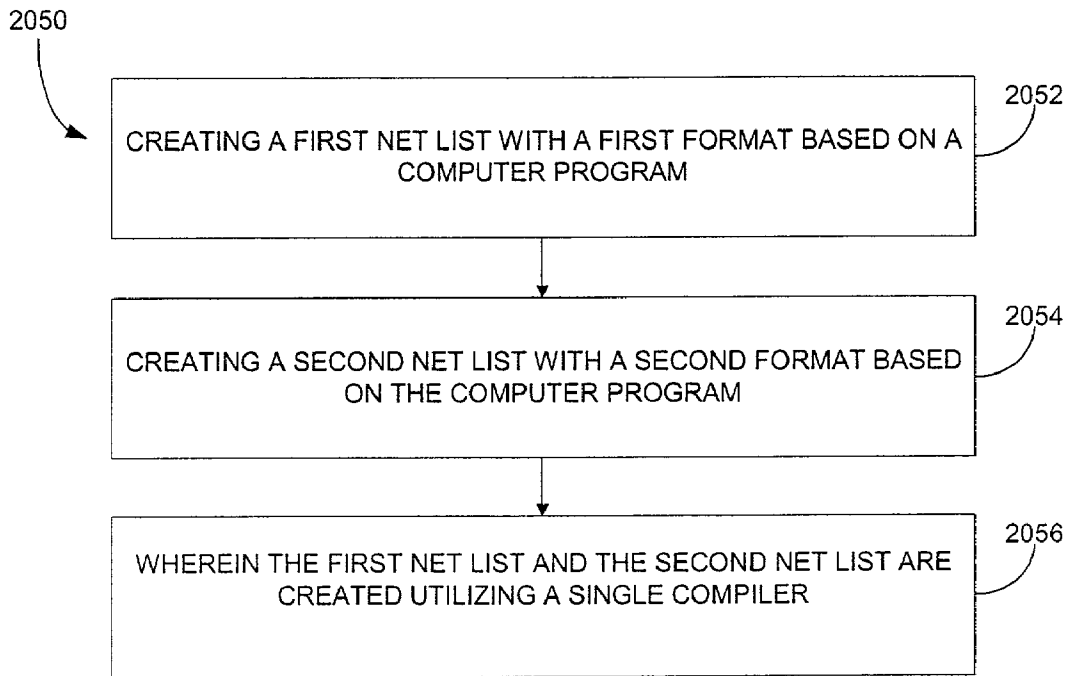 2050
2052
CREATING A FIRST NET LIST WITH A FIRST FORMAT BASED ON A
COMPUTER PROGRAM
2054
CREATING A SECOND NET LIST WITH A SECOND FORMAT BASED
ON THE COMPUTER PROGRAM
2056
WHEREIN THE FIRST NET LIST AND THE SECOND NET LIST ARE
CREATED UTILIZING A SINGLE COMPILER